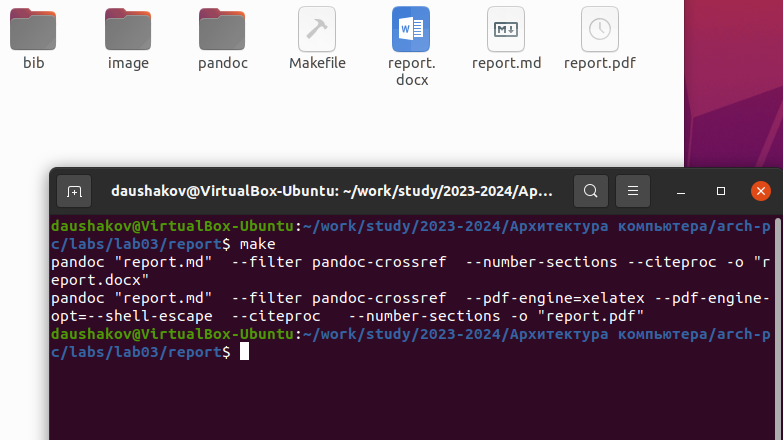 bib
image
pandoc
Makefile
report.
docx
report.md
report.pdf
daushakov@VirtualBox-Ubuntu: ~/work/study/2023-2024/Ар...
daushakov@VirtualBox-Ubuntu:~/work/study/2023-2024/Архитектура компьютера/arch-p
c/labs/lab03/report$ make
pandoc "report.md"  --filter pandoc-crossref  --number-sections --citeproc -o "r
eport.docx"
pandoc "report.md"  --filter pandoc-crossref  --pdf-engine=xelatex --pdf-engine-
opt=--shell-escape  --citeproc   --number-sections -o "report.pdf"
daushakov@VirtualBox-Ubuntu:~/work/study/2023-2024/Архитектура компьютера/arch-p
c/labs/lab03/report$